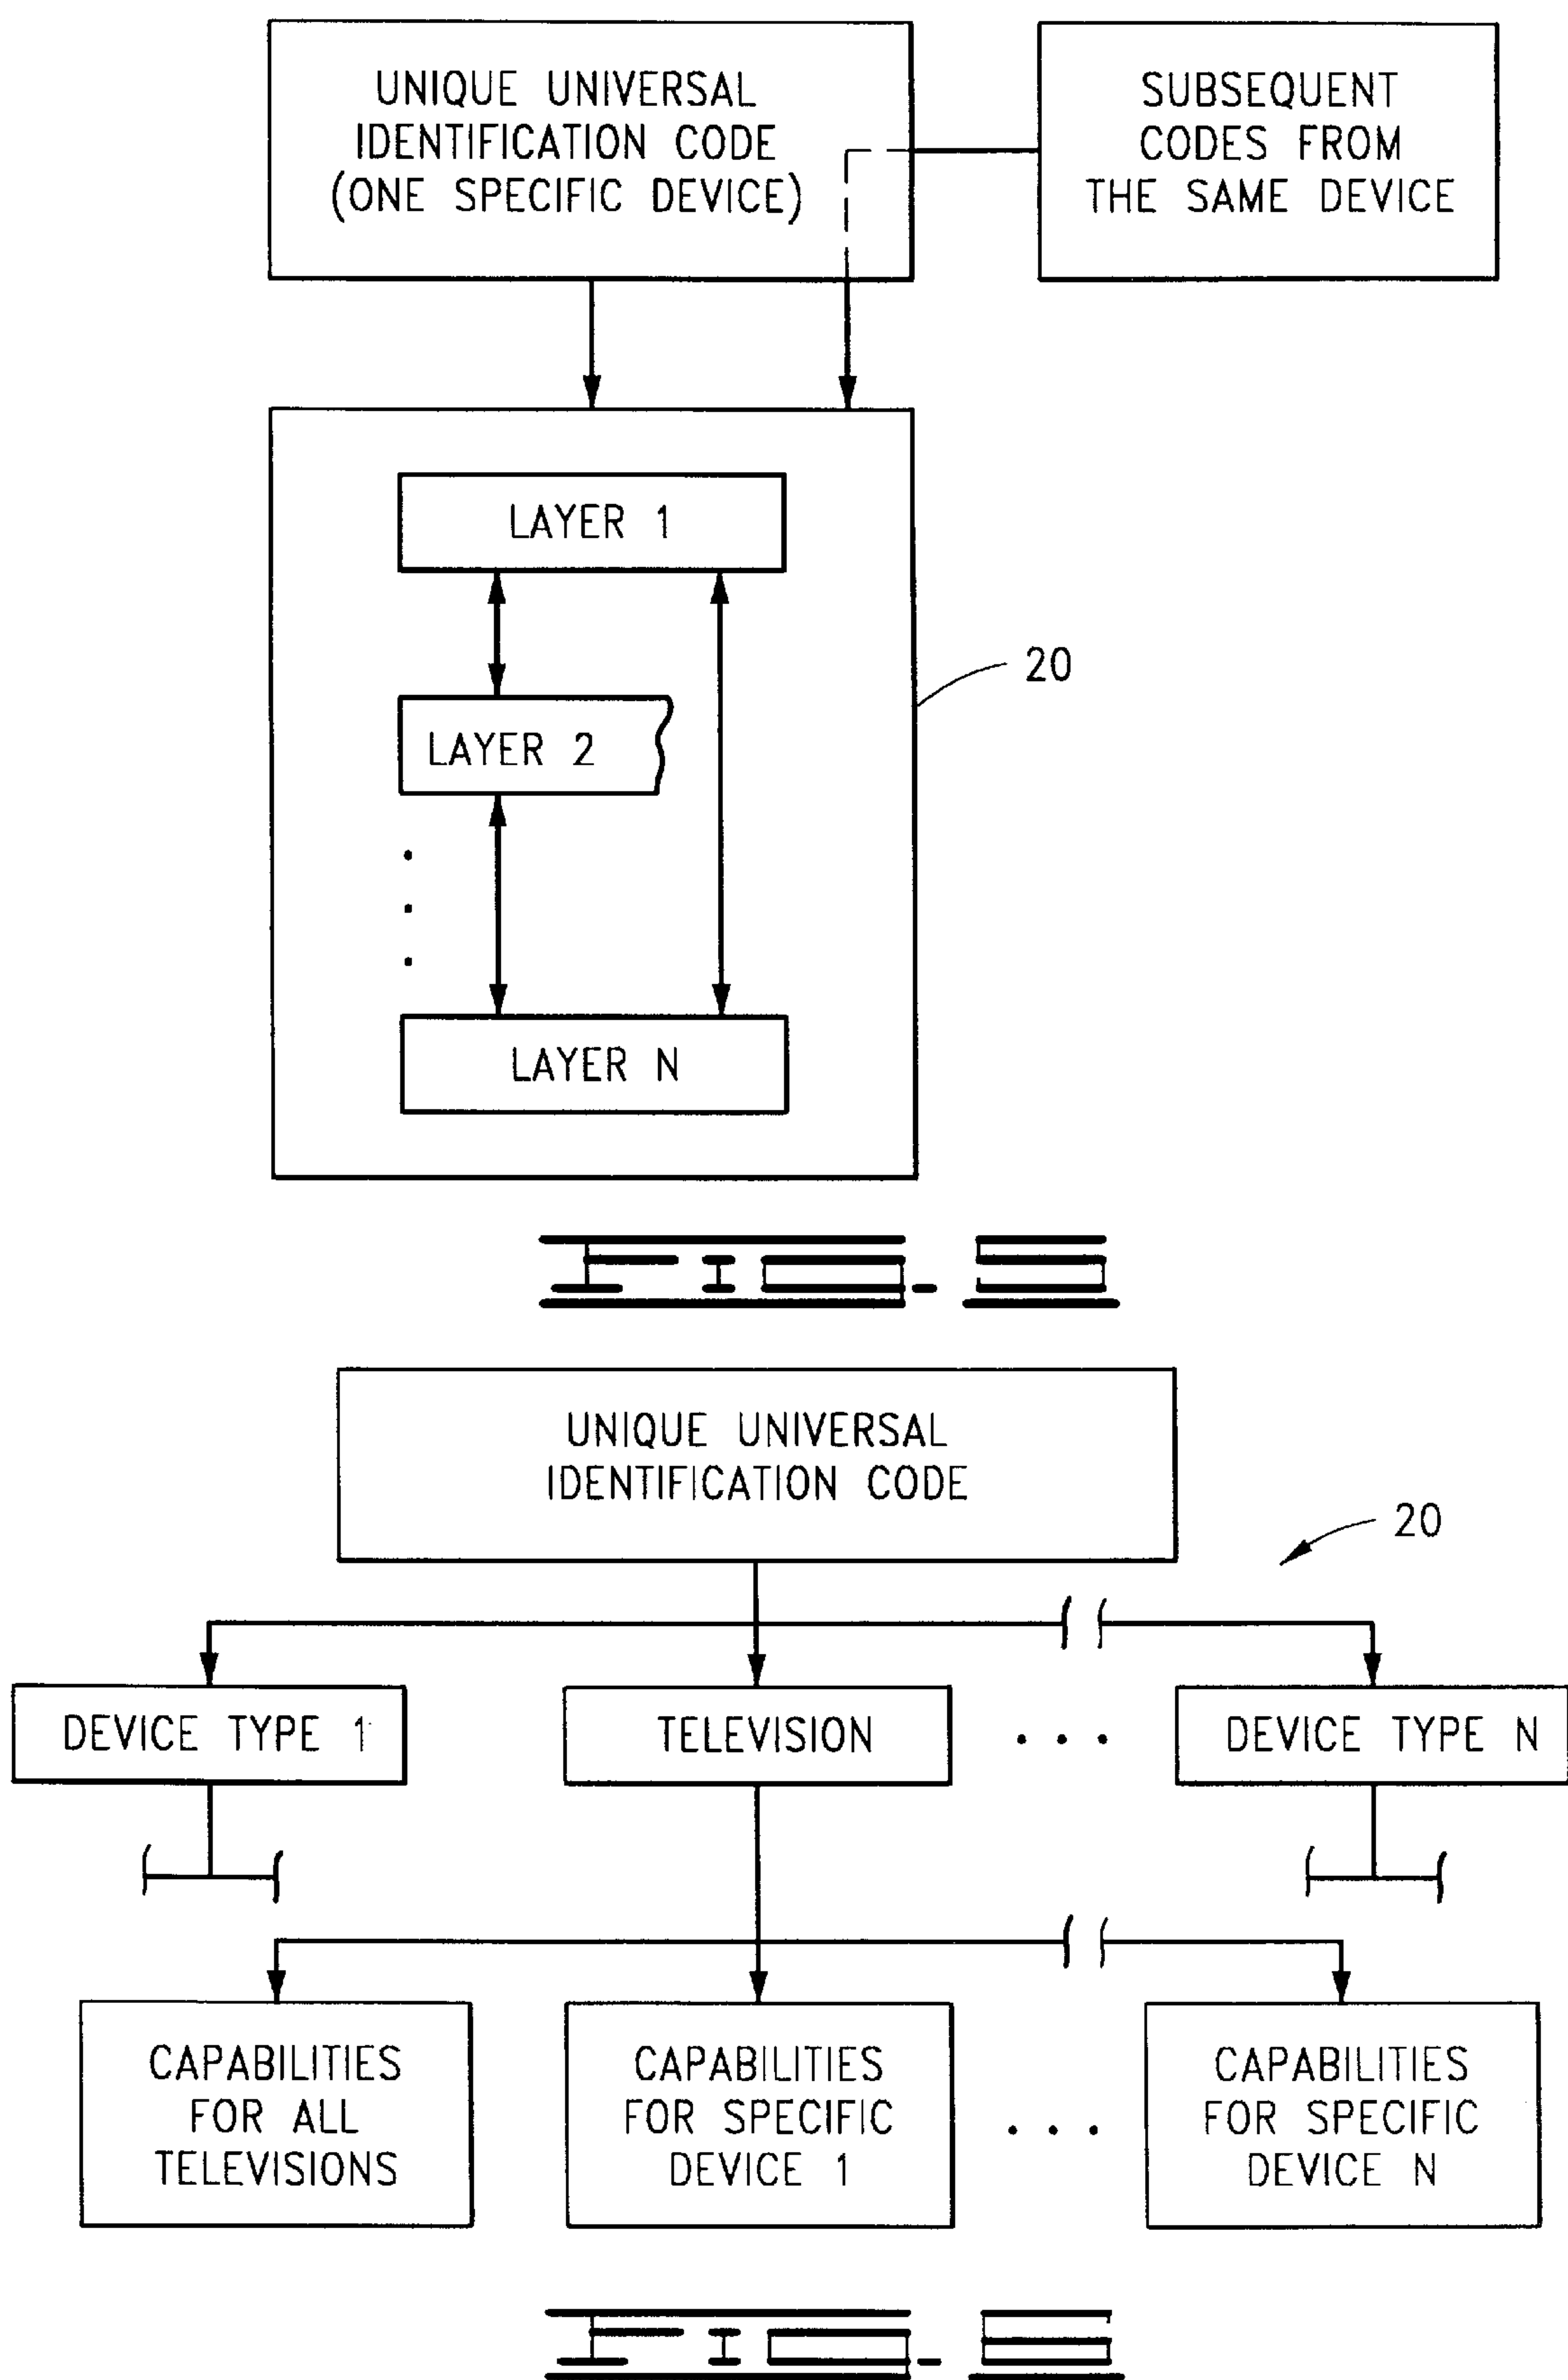 UNIQUE UNIVERSAL
IDENTIFICATION CODE
(ONE SPECIFIC DEVICE)
SUBSEQUENT
CODES FROM
THE SAME DEVICE
LAYER 1
20
LAYER 2
LAYER N
UNIQUE UNIVERSAL
IDENTIFICATION CODE
20
DEVICE TYPE 1
TELEVISION
. . .
DEVICE TYPE N
CAPABILITIES
FOR ALL
TELEVISIONS
CAPABILITIES
FOR SPECIFIC
DEVICE 1
. . .
CAPABILITIES
FOR SPECIFIC
DEVICE N